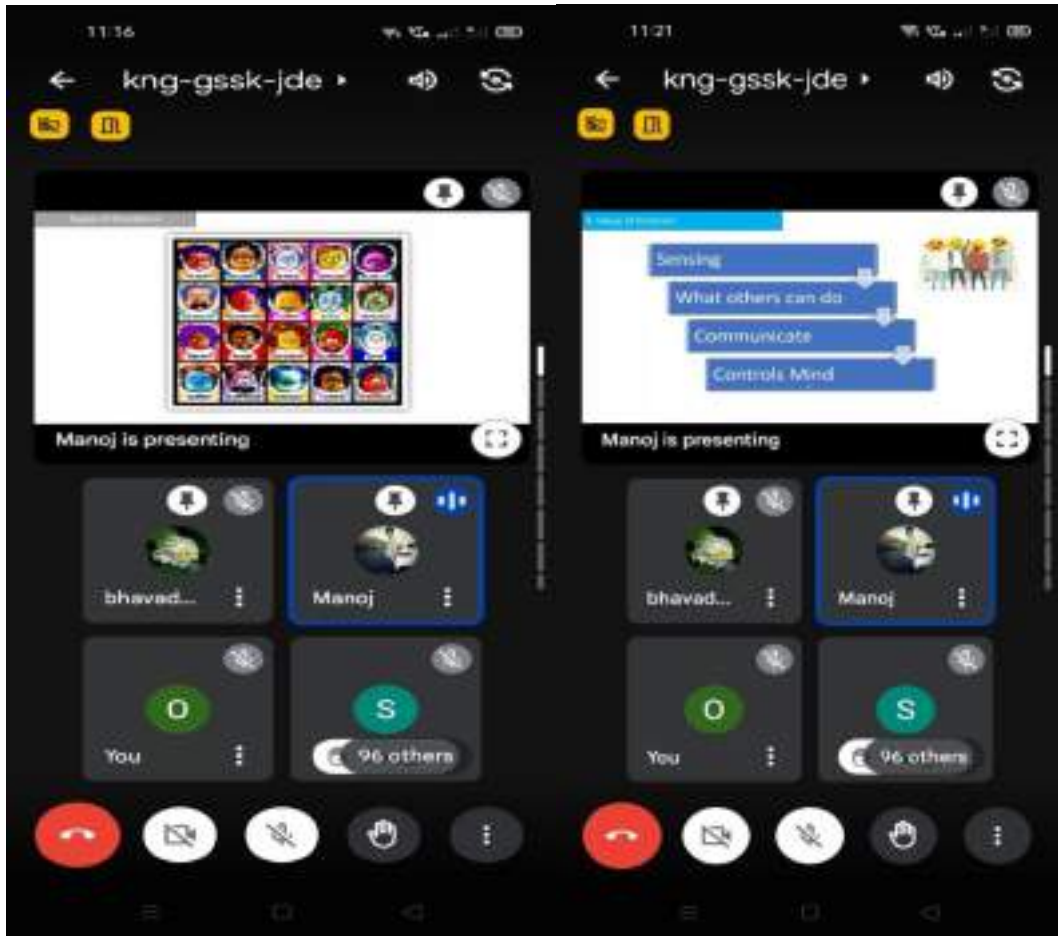 11:16
kng-gssk-jde
Manoj is presenting
bhavad...
Manoj
O
You
S
96 others
11:21
kng-gssk-jde
Sensing
What others can do
Communicate
Controls Mind
Manoj is presenting
bhavad...
Manoj
O
You
S
96 others